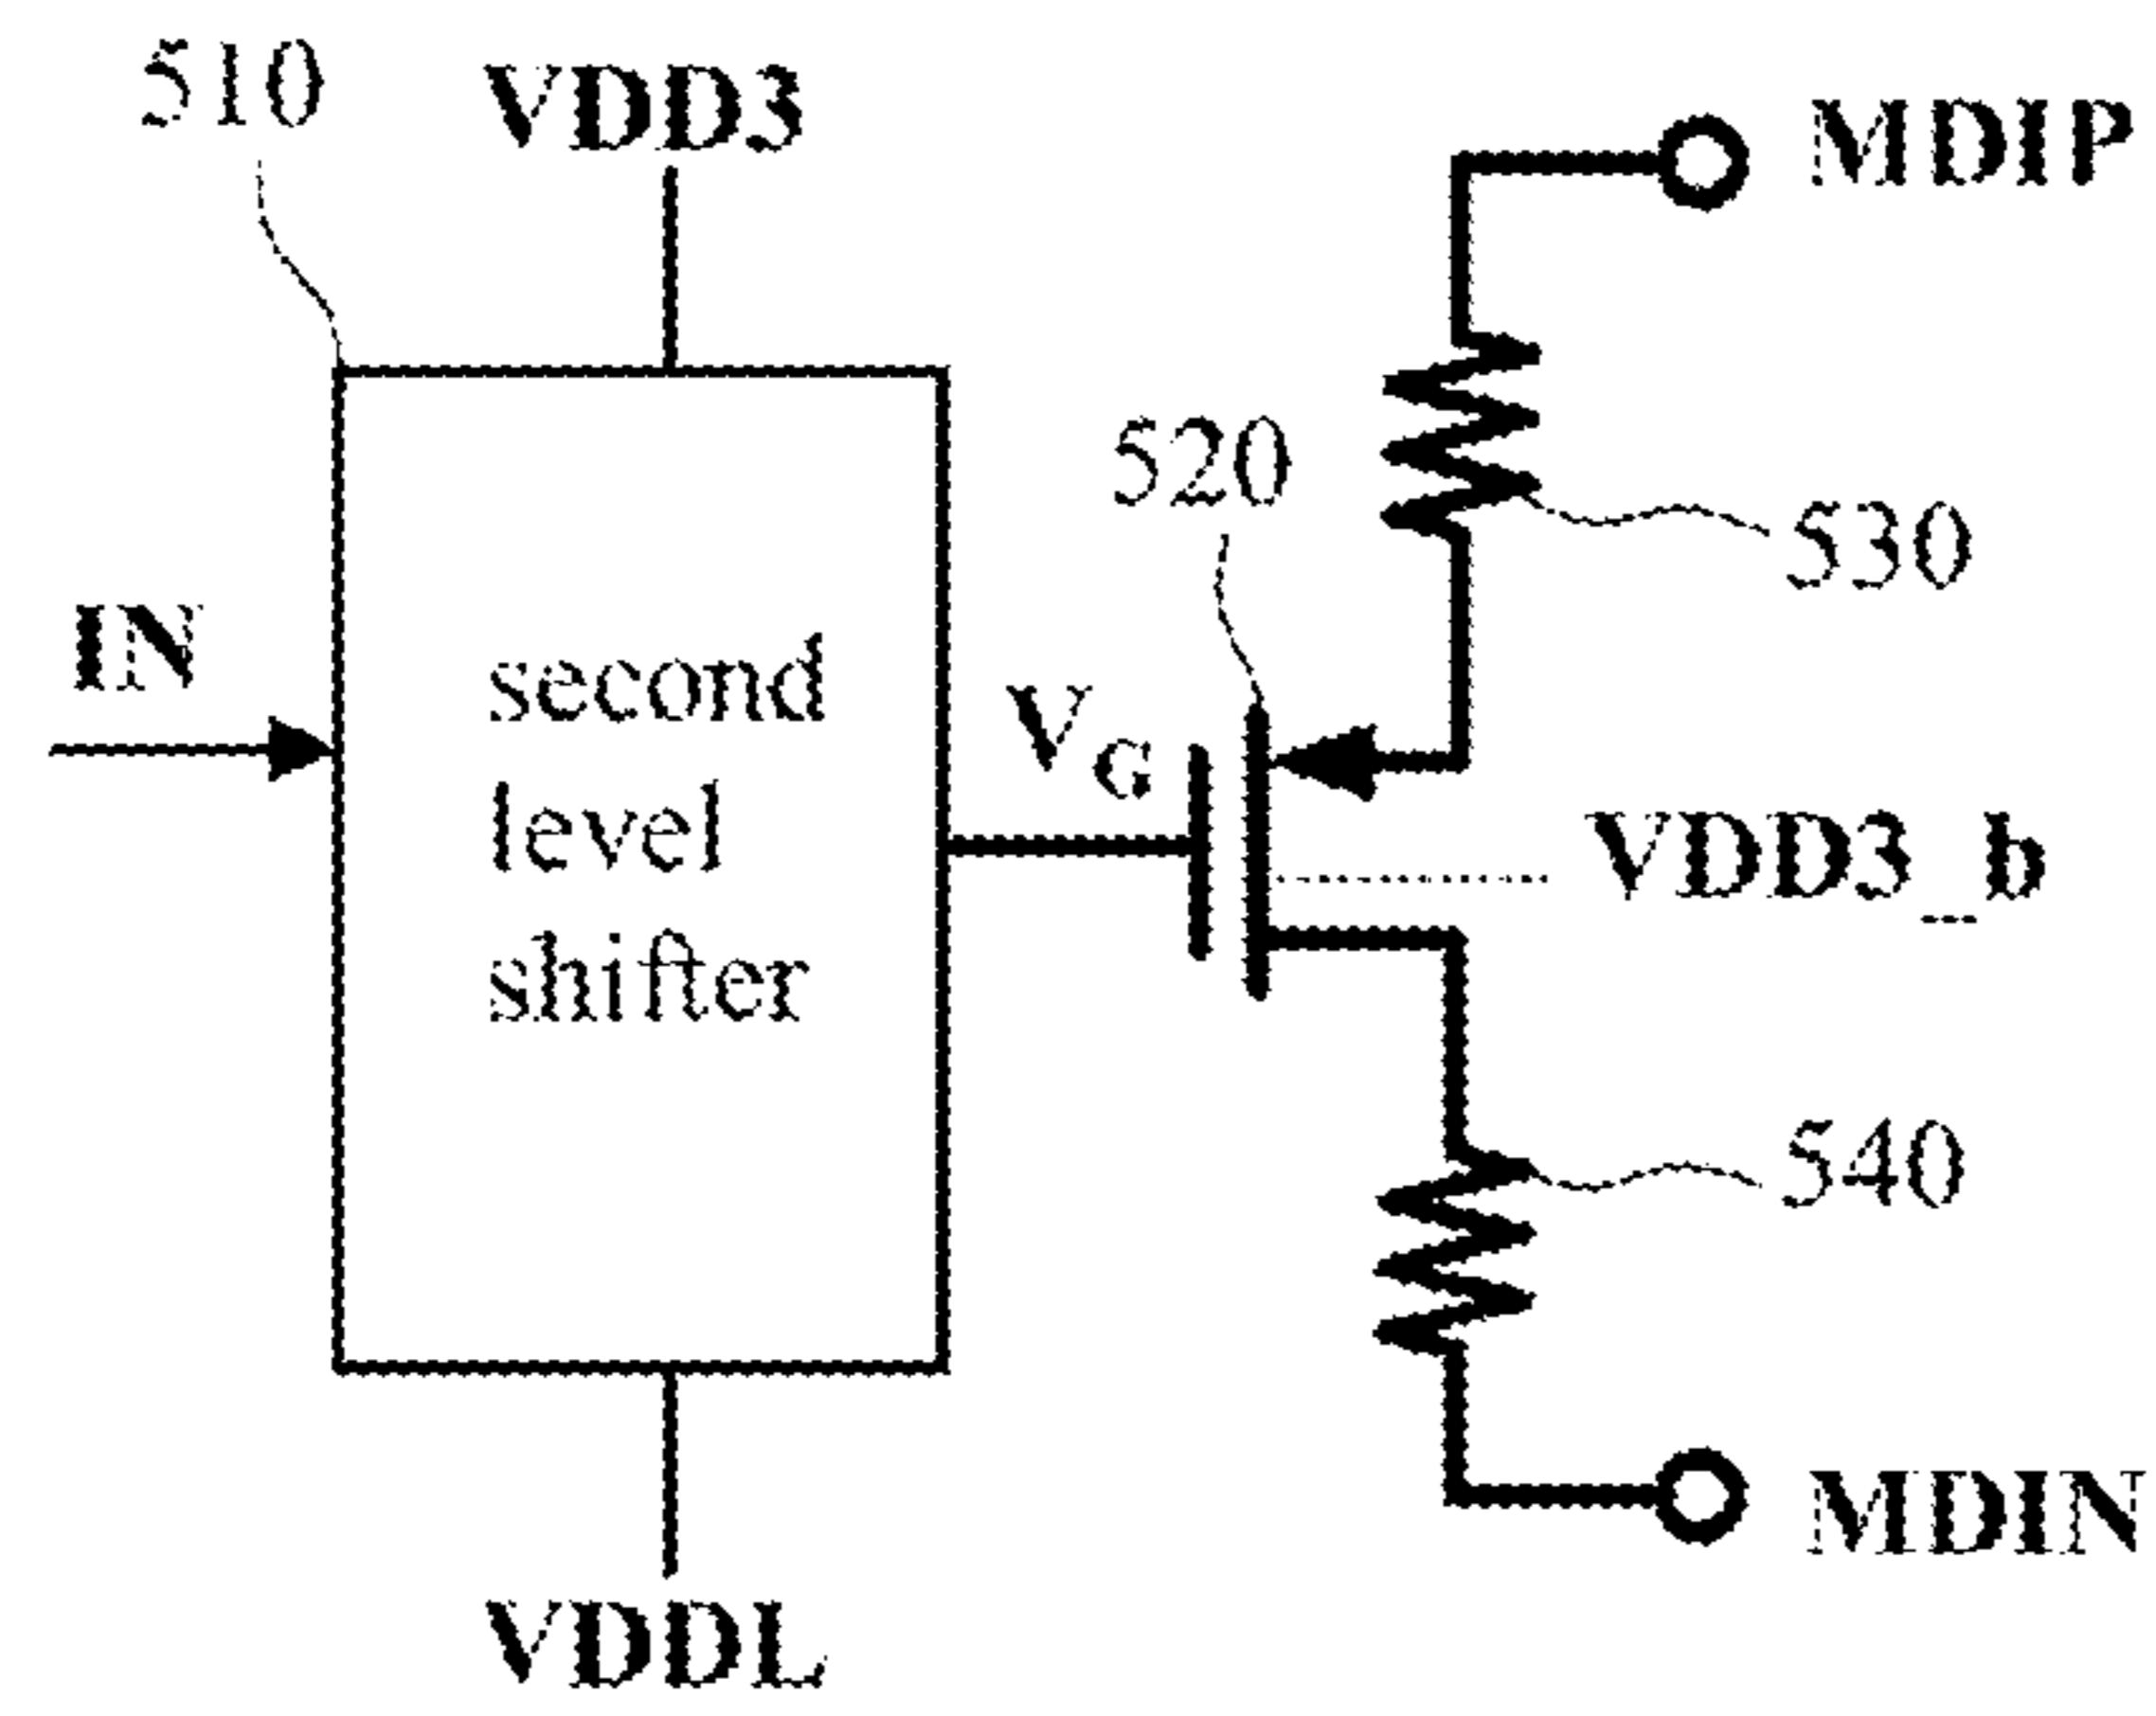 510
VDD3
MDIP
520
530
IN
second
level
shifter
VG
VDD3_b
540
MDIN
VDDL